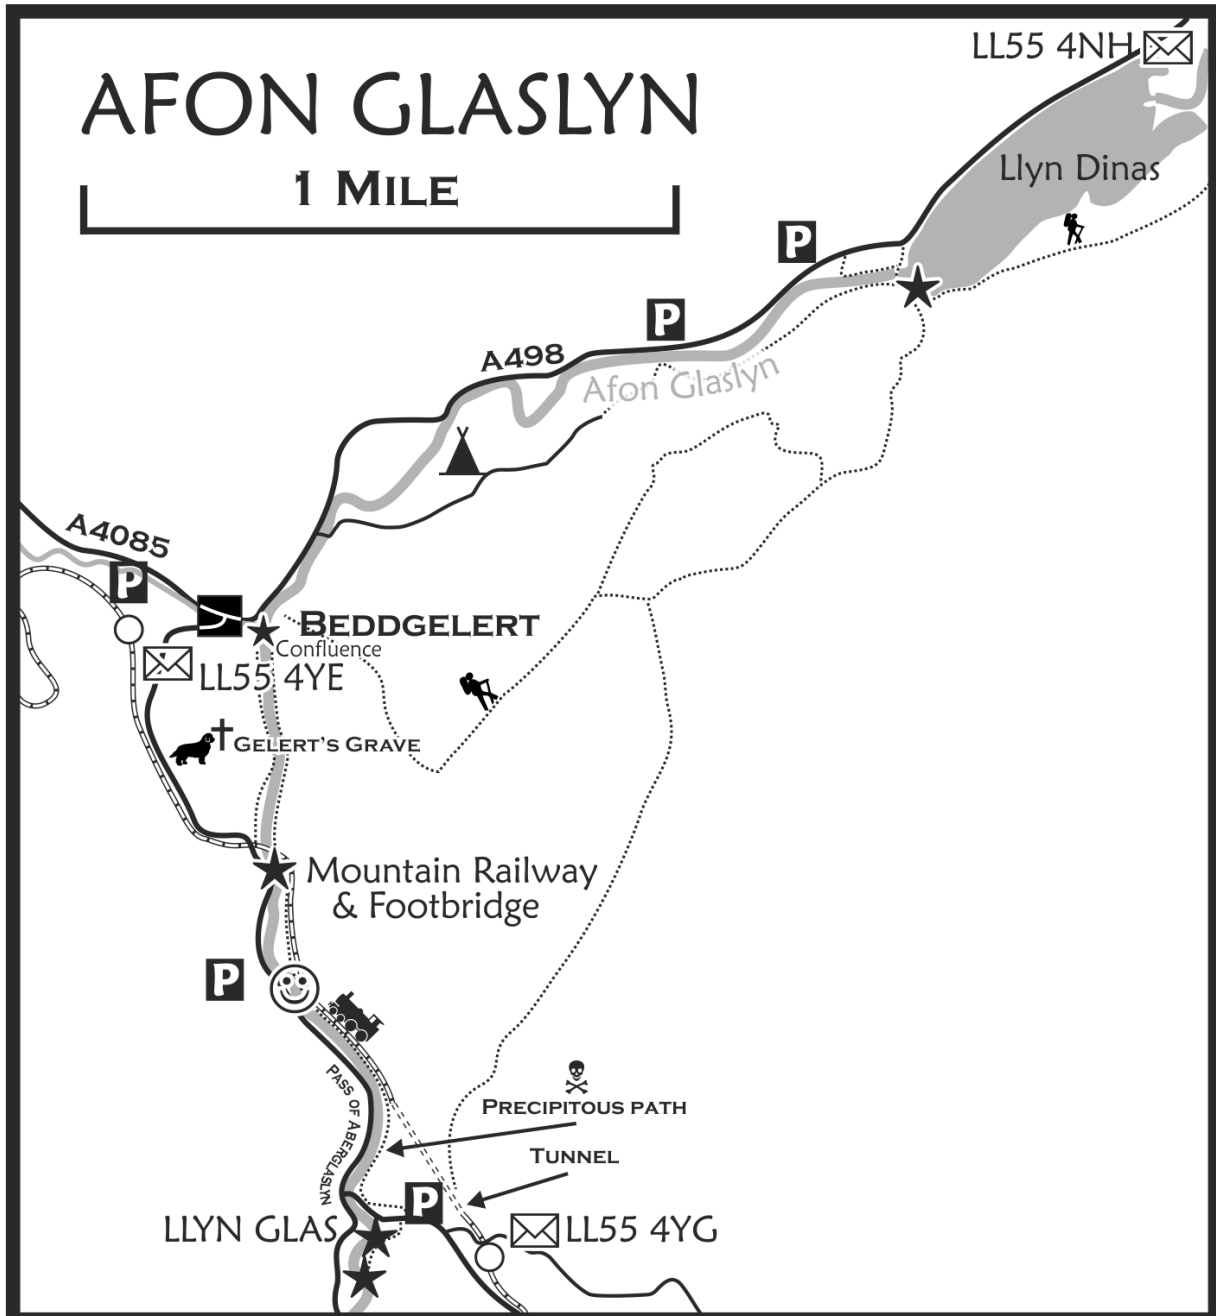 LL55 4NH
AFON GLASLYN
1 MILE
Llyn Dinas
P
P
A498
Afon Glaslyn
A4085
P
BEDDGELERT
Confluence
LL55 4YE
GELERT'S GRAVE
Mountain Railway
& Footbridge
P
PASS OF ABERGLASLYN
PRECIPITOUS PATH
TUNNEL
P
LLYN GLAS
LL55 4YG